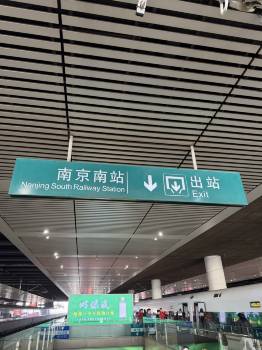 南京南站
Nanjing South Railway Station
出站
Exit